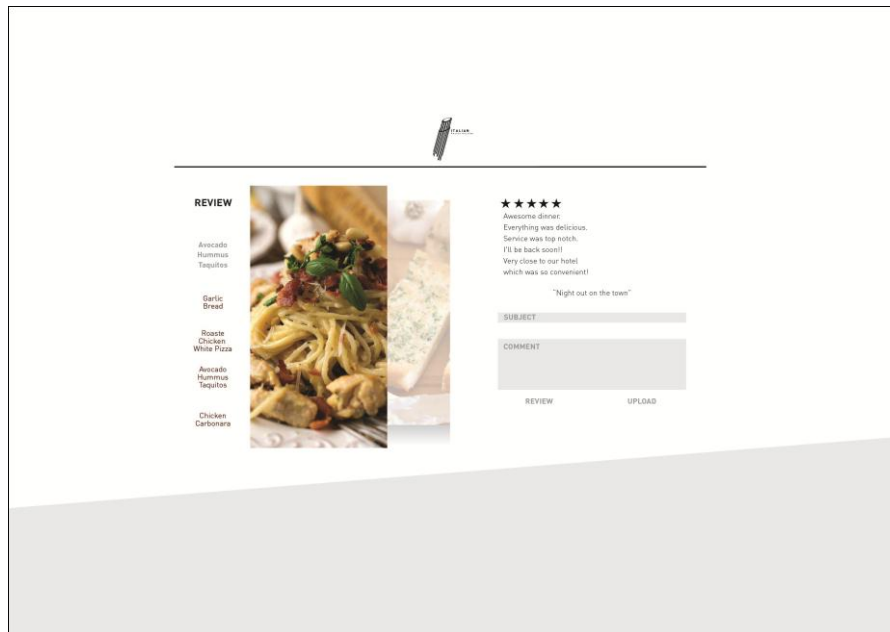 ITALIAN
REVIEW
Avocado
Hummus
Taquitos
Garlic
Bread
Roaste
Chicken
White Pizza
Avocado
Hummus
Taquitos
Chicken
Carbonara
★★★★★
Awesome dinner.
Everything was delicious.
Service was top notch.
I'll be back soon!!
Very close to our hotel
which was so convenient!
"Night out on the town"
SUBJECT
COMMENT
REVIEW UPLOAD